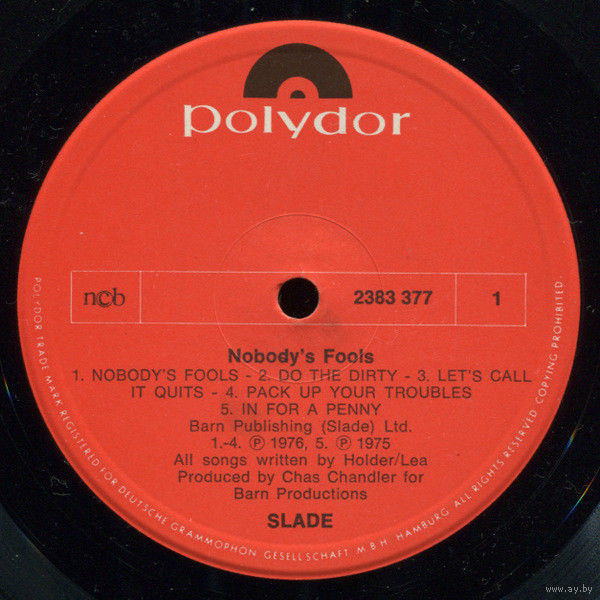 polydor
ncb
2383 377
1
Nobody's Fools
1. NOBODY'S FOOLS - 2. DO THE DIRTY - 3. LET'S CALL
IT QUITS - 4. PACK UP YOUR TROUBLES
5. IN FOR A PENNY
Barn Publishing (Slade) Ltd.
1.-4. ℗ 1976, 5. ℗ 1975
All songs written by Holder/Lea
Produced by Chas Chandler for
Barn Productions
SLADE
POLYDOR TRADE MARK REGISTERED FOR DEUTSCHE GRAMMOPHON GESELLSCHAFT M·B·H· HAMBURG ALL RIGHTS RESERVED COPYING PROHIBITED
www.ay.by